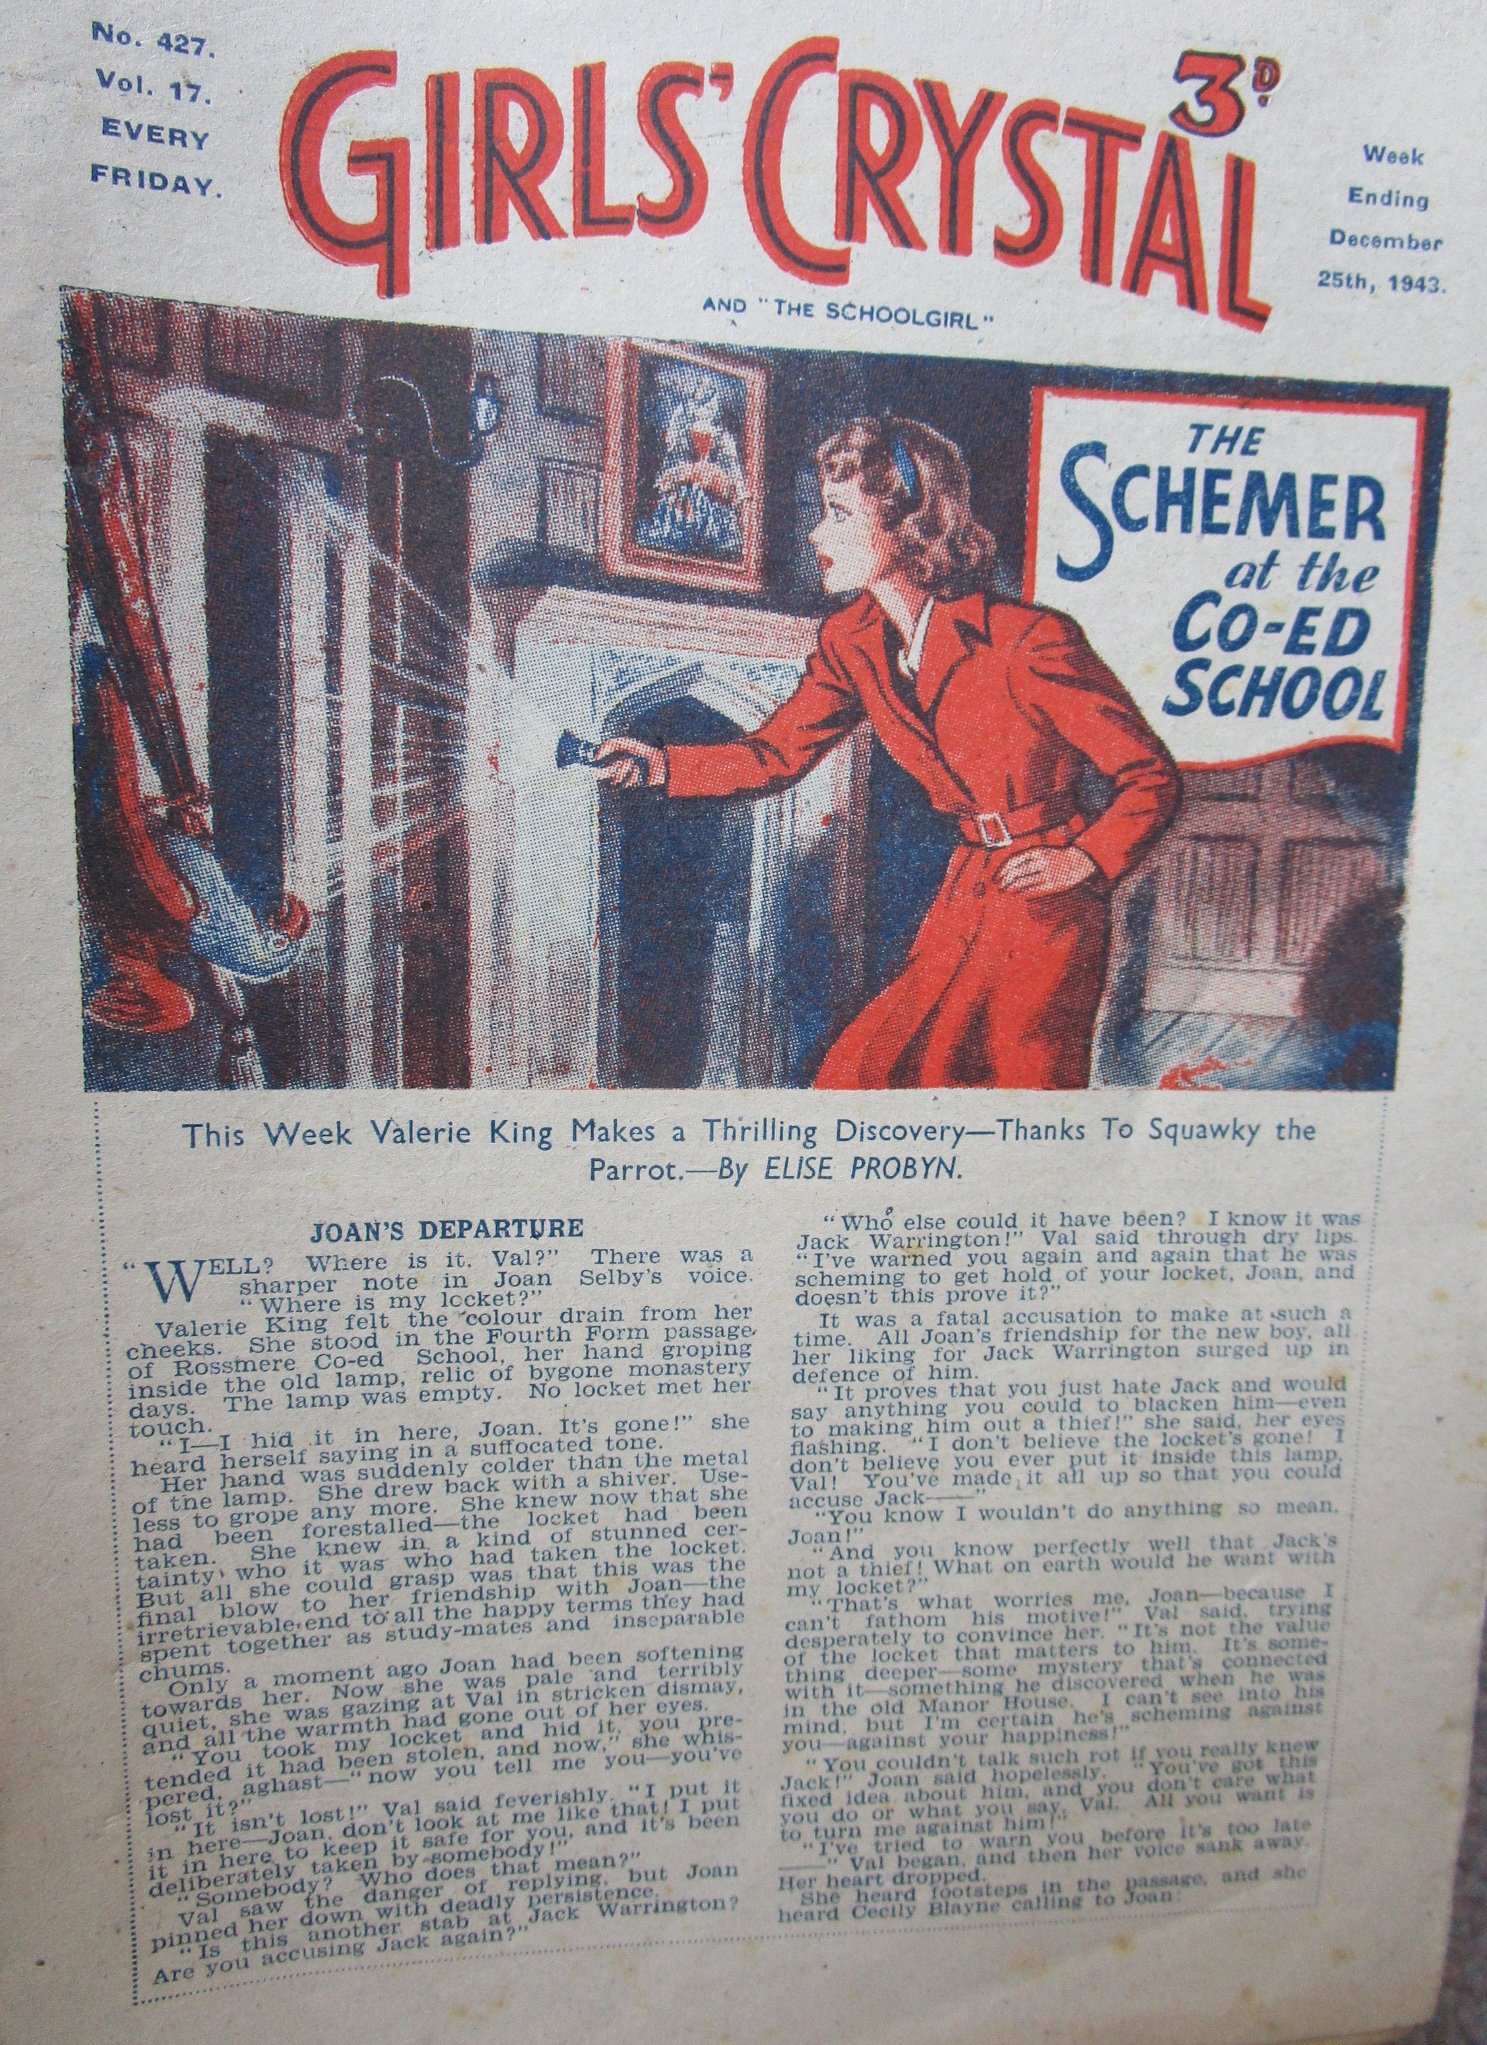 No. 427.
Vol. 17.
EVERY
FRIDAY.
GIRLS' CRYSTAL
3D.
Week
Ending
December
25th, 1943.
AND "THE SCHOOLGIRL"
THE
SCHEMER
at the
CO-ED
SCHOOL
This Week Valerie King Makes a Thrilling Discovery—Thanks To Squawky the
Parrot.—By ELISE PROBYN.
JOAN'S DEPARTURE
"WELL? Where is it, Val?" There was a
sharper note in Joan Selby's voice.
"Where is my locket?"
Valerie King felt the colour drain from her
cheeks. She stood in the Fourth Form passage,
of Rossmere Co-ed School, her hand groping
inside the old lamp, relic of bygone monastery
days. The lamp was empty. No locket met her
touch.
"I—I hid it in here, Joan. It's gone!" she
heard herself saying in a suffocated tone.
Her hand was suddenly colder than the metal
of the lamp. She drew back with a shiver. Use-
less to grope any more. She knew now that she
had been forestalled—the locket had been
taken. She knew in a kind of stunned cer-
tainty who it was who had taken the locket.
But all she could grasp was that this was the
final blow to her friendship with Joan—the
irretrievable end to all the happy terms they had
spent together as study-mates and inseparable
chums.
Only a moment ago Joan had been softening
towards her. Now she was pale and terribly
quiet, she was gazing at Val in stricken dismay,
and all the warmth had gone out of her eyes.
"You took my locket and hid it, you pre-
tended it had been stolen, and now," she whis-
pered, aghast—"now you tell me you—you've
lost it?"
"It isn't lost!" Val said feverishly. "I put it
in here—Joan, don't look at me like that! I put
it in here to keep it safe for you, and it's been
deliberately taken by somebody!"
"Somebody? Who does that mean?"
Val saw the danger of replying, but Joan
pinned her down with deadly persistence.
"Is this another stab at Jack Warrington?
Are you accusing Jack again?"
"Who else could it have been? I know it was
Jack Warrington!" Val said through dry lips.
"I've warned you again and again that he was
scheming to get hold of your locket, Joan, and
doesn't this prove it?"
It was a fatal accusation to make at such a
time. All Joan's friendship for the new boy, all
her liking for Jack Warrington surged up in
defence of him.
"It proves that you just hate Jack and would
say anything you could to blacken him—even
to making him out a thief!" she said, her eyes
flashing. "I don't believe the locket's gone! I
don't believe you ever put it inside this lamp,
Val! You've made it all up so that you could
accuse Jack——"
"You know I wouldn't do anything so mean,
Joan!"
"And you know perfectly well that Jack's
not a thief! What on earth would he want with
my locket?"
"That's what worries me, Joan—because I
can't fathom his motive!" Val said, trying
desperately to convince her. "It's not the value
of the locket that matters to him. It's some-
thing deeper—some mystery that's connected
with it—something he discovered when he was
in the old Manor House. I can't see into his
mind, but I'm certain he's scheming against
you—against your happiness!"
"You couldn't talk such rot if you really knew
Jack!" Joan said hopelessly. "You've got this
fixed idea about him, and you don't care what
you do or what you say, Val. All you want is
to turn me against him!"
"I've tried to warn you before it's too late
——" Val began, and then her voice sank away.
Her heart dropped.
She heard footsteps in the passage, and she
heard Cecily Blayne calling to Joan: